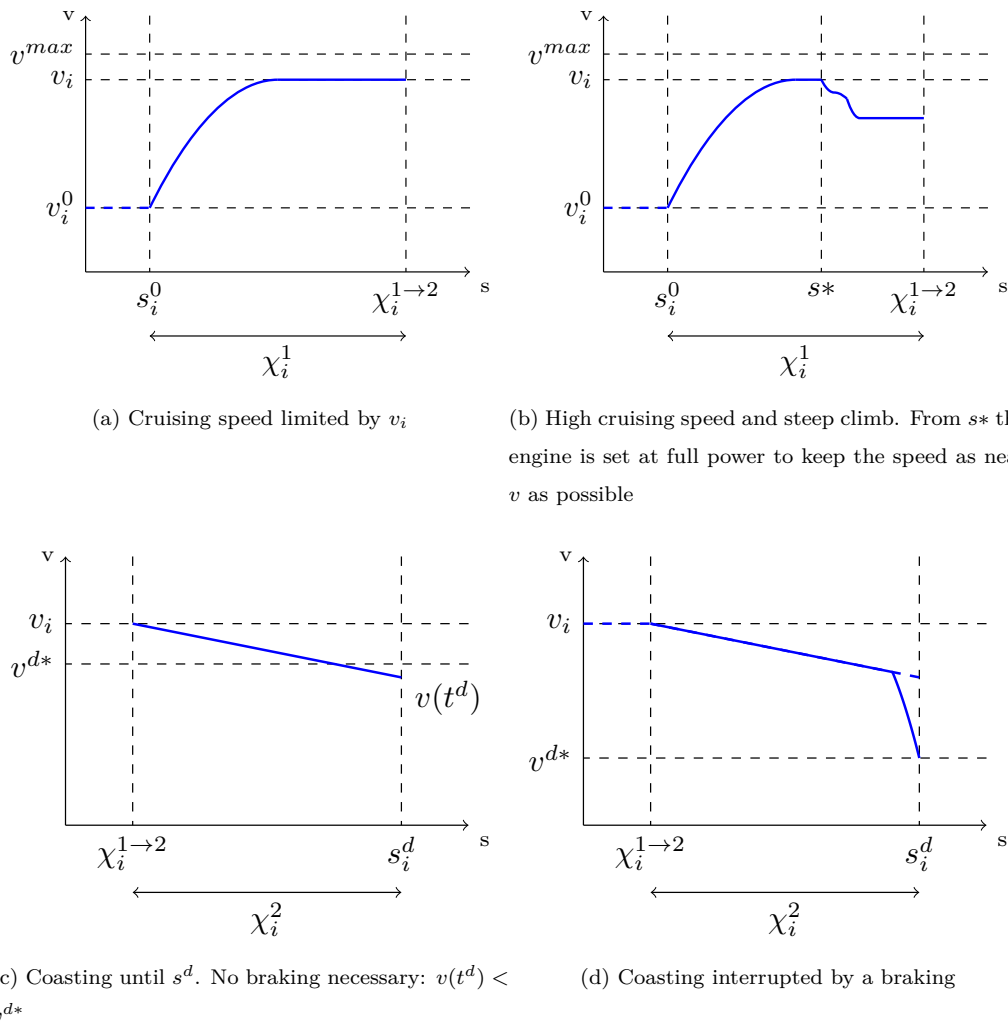 v
v^{max}
v_i
v_i^0
s
s_i^0
χ_i^{1→2}
χ_i^1
(a) Cruising speed limited by v_i
v
v^{max}
v_i
v_i^0
s
s_i^0
s*
χ_i^{1→2}
χ_i^1
(b) High cruising speed and steep climb. From s* th
engine is set at full power to keep the speed as nea
v as possible
v
v_i
v^{d*}
v(t^d)
s
χ_i^{1→2}
s_i^d
χ_i^2
c) Coasting until s^d. No braking necessary: v(t^d) <
v^{d*}
v
v_i
v^{d*}
s
χ_i^{1→2}
s_i^d
χ_i^2
(d) Coasting interrupted by a braking